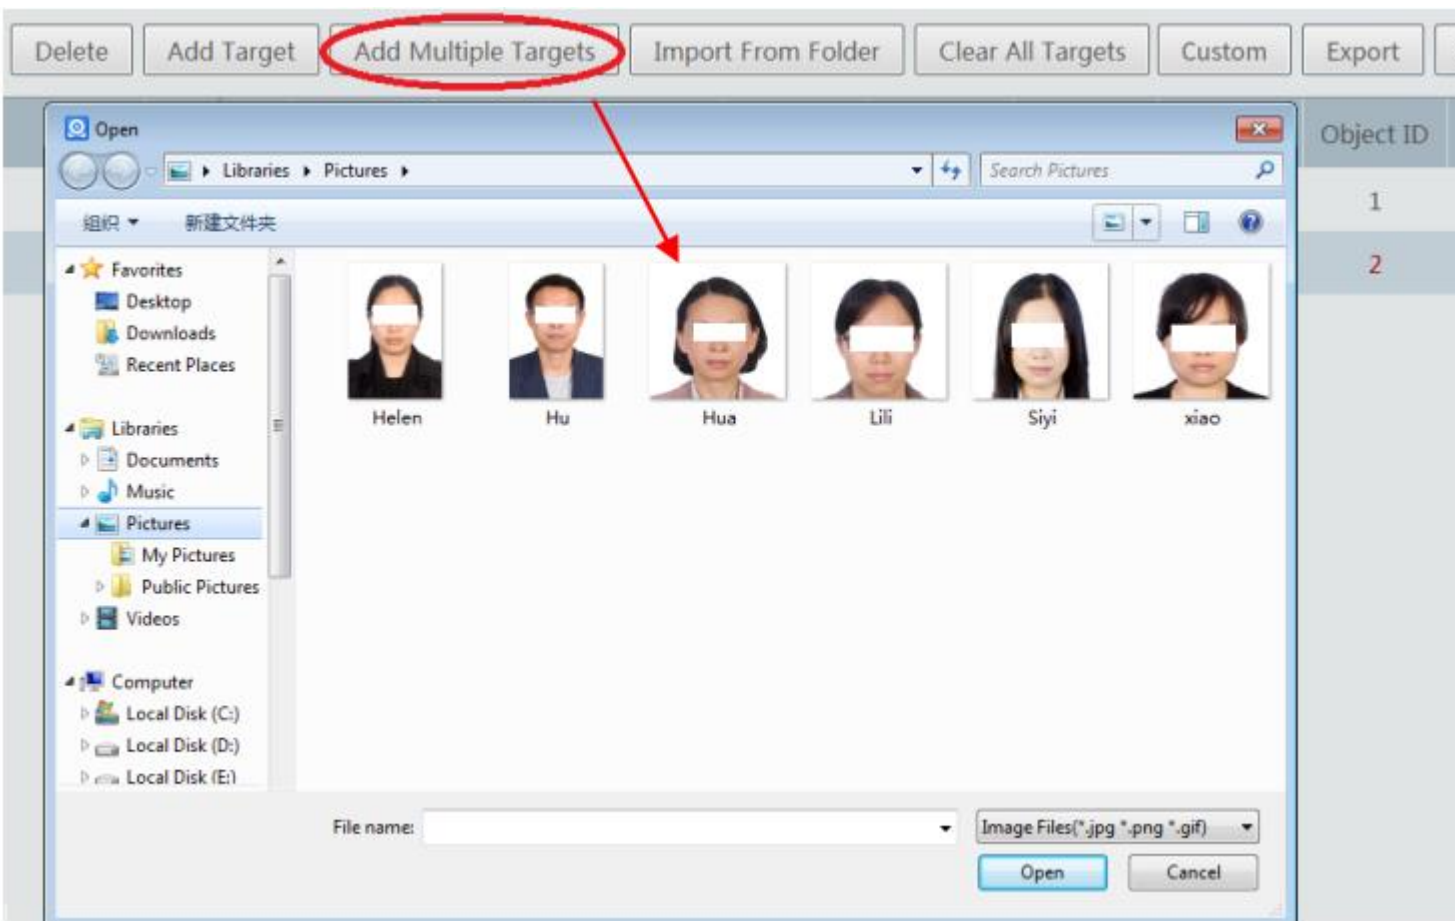 Delete Add Target Add Multiple Targets Import From Folder Clear All Targets Custom Export
Open
Object ID
Libraries Pictures Search Pictures
1
组织 新建文件夹
2
Favorites
Desktop
Downloads
Recent Places
Libraries
Documents
Music
Pictures
My Pictures
Public Pictures
Videos
Computer
Local Disk (C:)
Local Disk (D:)
Local Disk (E:)
Helen Hu Hua Lili Siyi xiao
File name: Image Files(*.jpg *.png *.gif)
Open Cancel